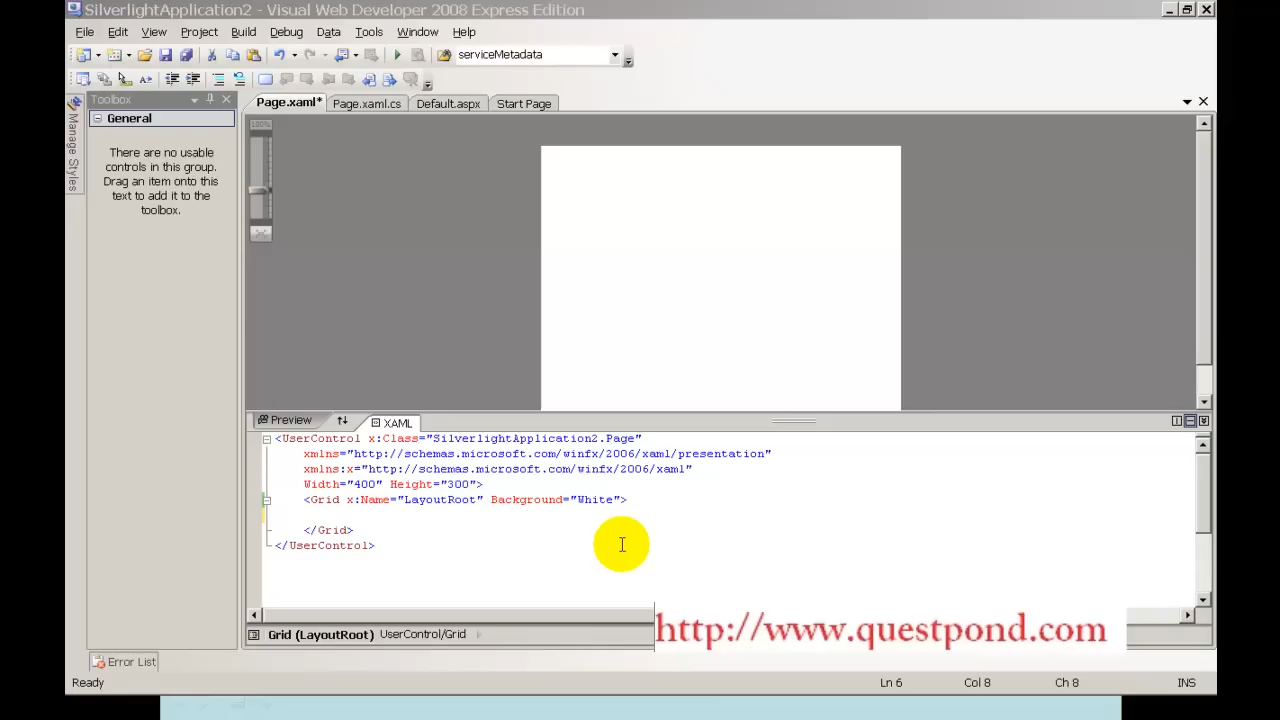 SilverlightApplication2 - Visual Web Developer 2008 Express Edition
File Edit View Project Build Debug Data Tools Window Help
serviceMetadata
Toolbox
Page.xaml* Page.xaml.cs Default.aspx Start Page
General
Manage Styles
There are no usable
controls in this group.
Drag an item onto this
text to add it to the
toolbox.
Preview XAML
<UserControl x:Class="SilverlightApplication2.Page"
xmlns="http://schemas.microsoft.com/winfx/2006/xaml/presentation"
xmlns:x="http://schemas.microsoft.com/winfx/2006/xaml"
Width="400" Height="300">
<Grid x:Name="LayoutRoot" Background="White">
</Grid>
</UserControl>
http://www.questpond.com
Grid (LayoutRoot) UserControl/Grid
Error List
Ready Ln 6 Col 8 Ch 8 INS